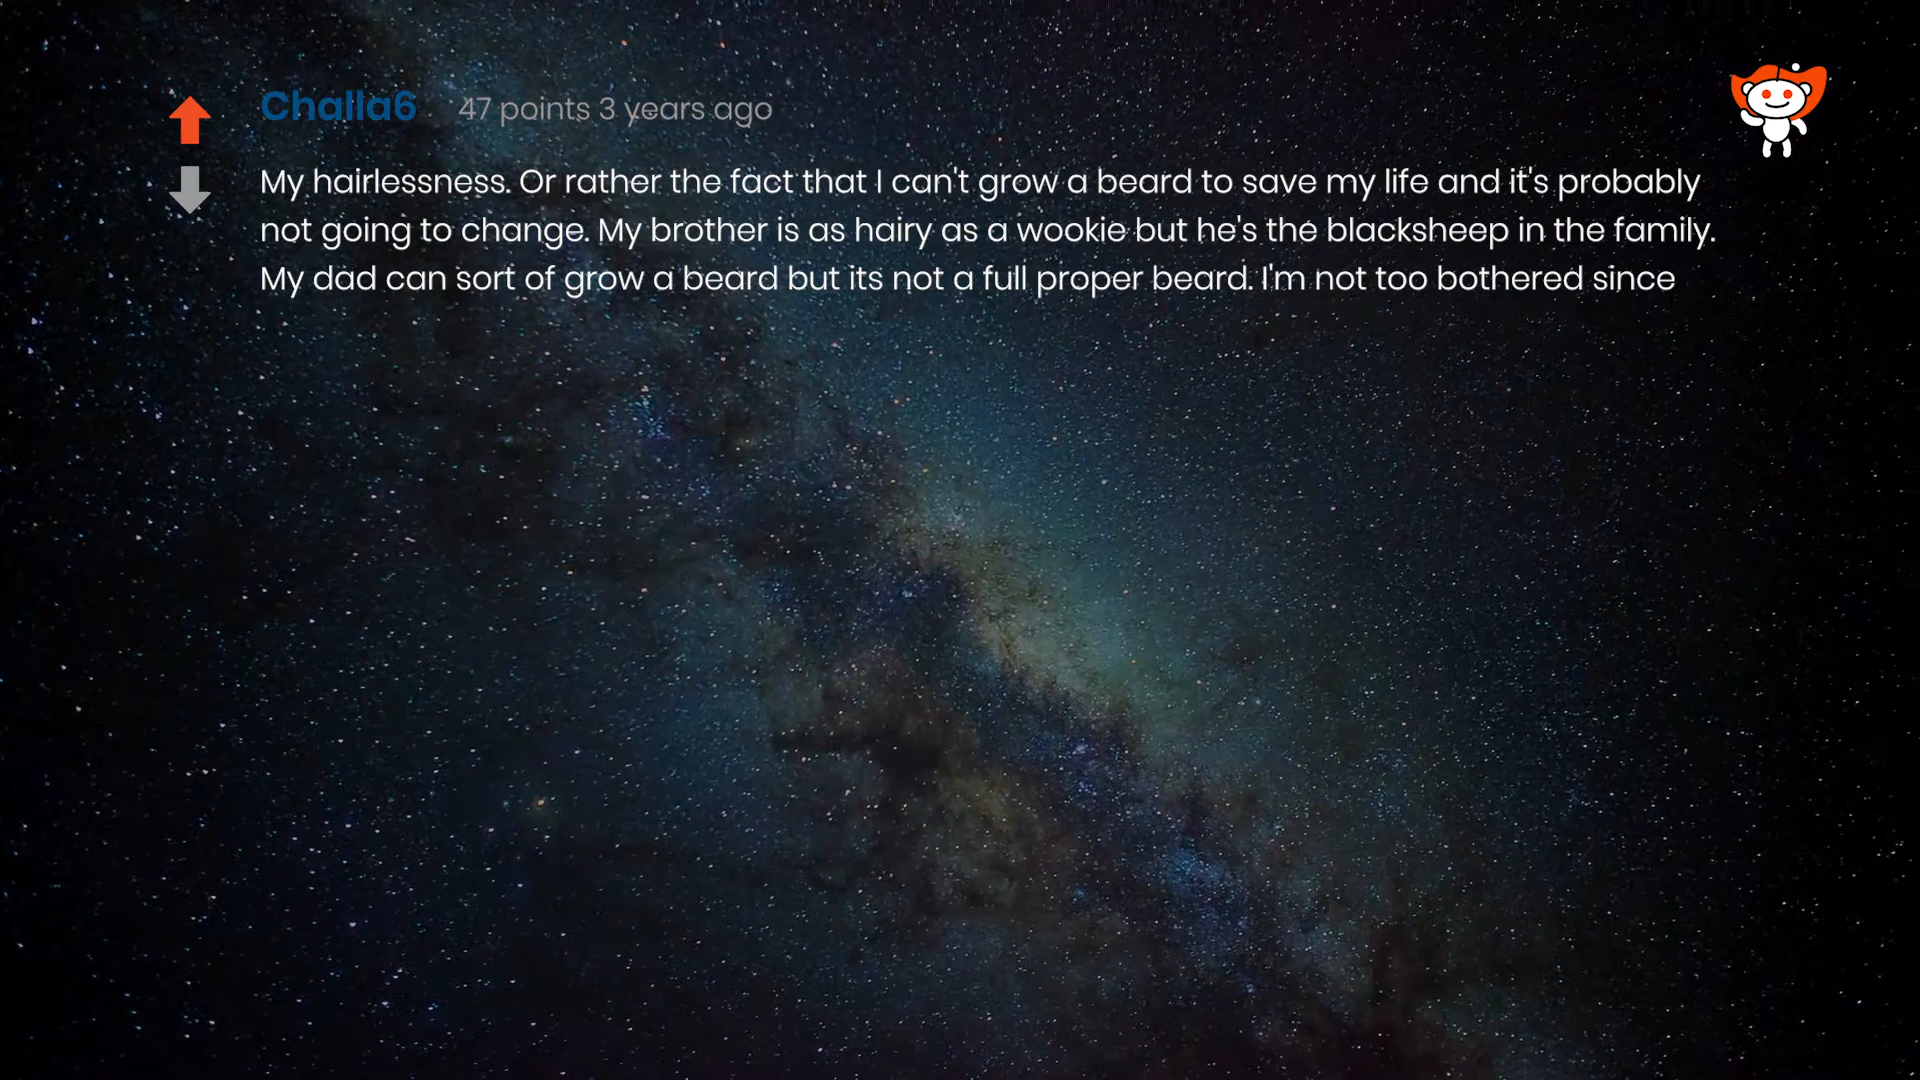 Challa6 47 points 3 years ago
My hairlessness. Or rather the fact that I can't grow a beard to save my life and it's probably
not going to change. My brother is as hairy as a wookie but he's the blacksheep in the family.
My dad can sort of grow a beard but its not a full proper beard. I'm not too bothered since